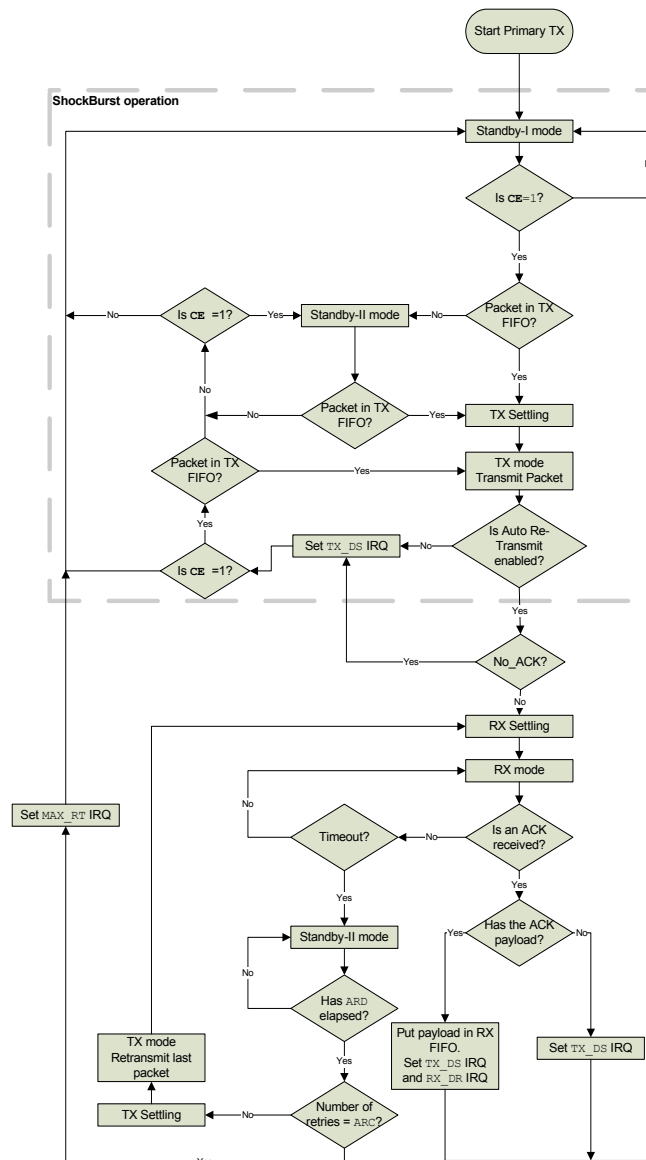 Start Primary TX
ShockBurst operation
Standby-I mode
Is CE=1?
Yes
Is CE =1?
No
Yes
Standby-II mode
No
Packet in TX
FIFO?
Yes
No
Packet in TX
FIFO?
No
Yes
TX Settling
Packet in TX
FIFO?
Yes
TX mode
Transmit Packet
Yes
Is CE =1?
Set TX_DS IRQ
No
Is Auto Re-
Transmit
enabled?
Yes
Yes
No_ACK?
No
RX Settling
RX mode
No
Set MAX_RT IRQ
Timeout?
No
Is an ACK
received?
Yes
Yes
Standby-II mode
Yes
Has the ACK
payload?
No
No
Has ARD
elapsed?
TX mode
Retransmit last
packet
Put payload in RX
FIFO.
Set TX_DS IRQ
and RX_DR IRQ
Set TX_DS IRQ
Yes
TX Settling
No
Number of
retries = ARC?
Yes